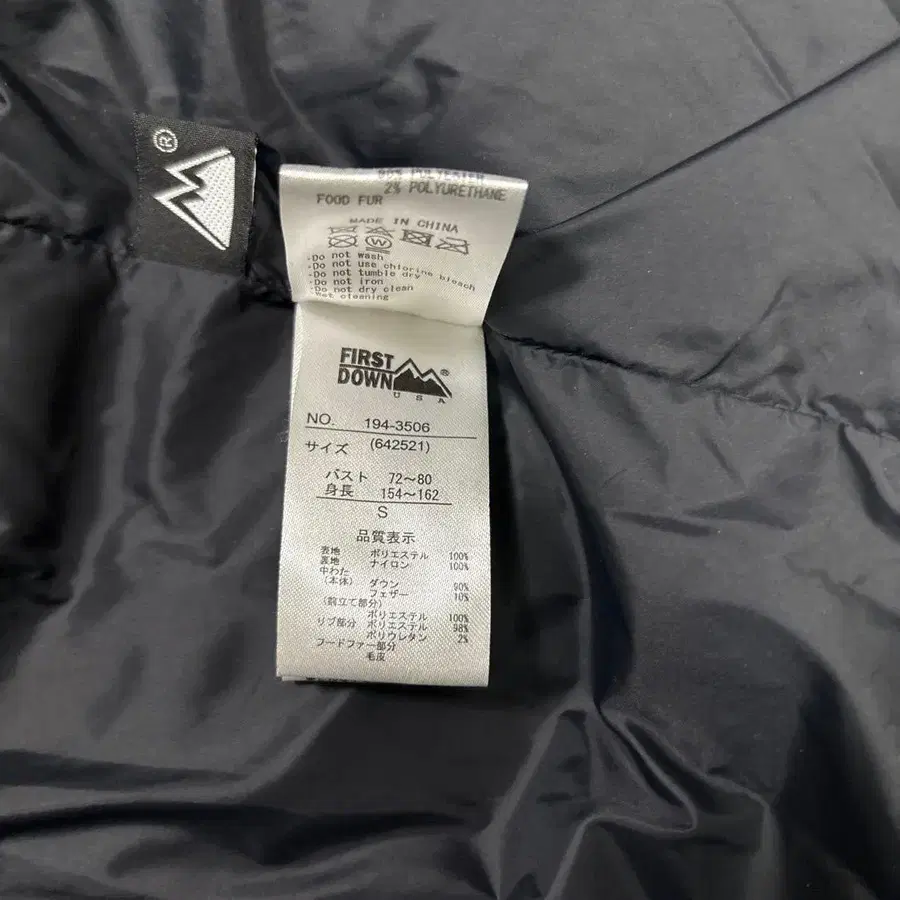 ®
98% POLYESTER
2% POLYURETHANE
FOOD FUR
MADE IN CHINA
W
·Do not wash
·Do not use chlorine bleach
·Do not tumble dry
·Do not iron
·Do not dry clean
Wet cleaning
FIRST
DOWN ®
USA
NO. 194-3506
サイズ (642521)
バスト 72～80
身長 154～162
S
品質表示
表地 ポリエステル 100%
裏地 ナイロン 100%
中わた
(本体) ダウン 90%
フェザー 10%
(前立て部分)
ポリエステル 100%
リブ部分 ポリエステル 98%
ポリウレタン 2%
フードファー部分
毛皮